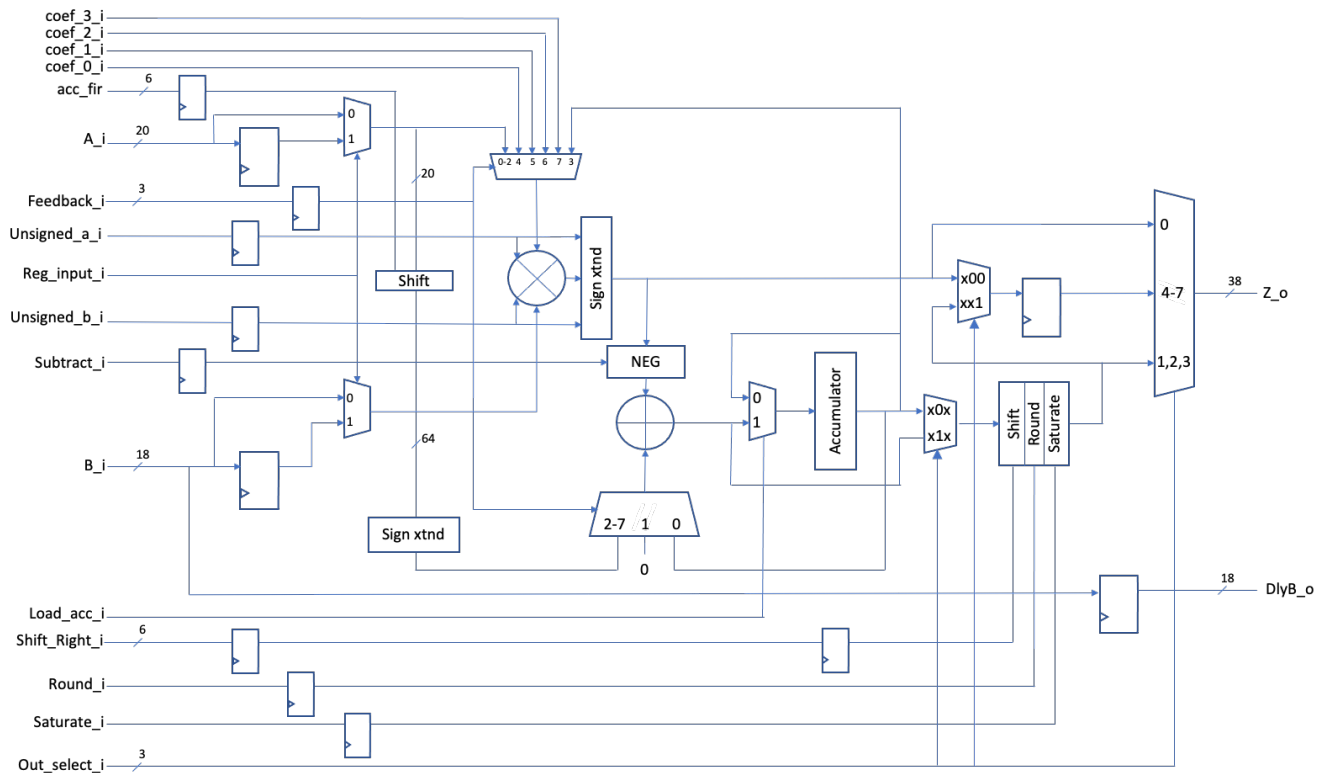 coef_3_i
coef_2_i
coef_1_i
coef_0_i
acc_fir
6
A_i
20
0
1
0-2 4 5 6 7 3
20
Feedback_i
3
Unsigned_a_i
Reg_input_i
Shift
Sign xtnd
Unsigned_b_i
Subtract_i
NEG
0
1
B_i
18
64
Sign xtnd
2-7 1 0
0
0
1
Accumulator
x0x
x1x
x00
xx1
Shift
Round
Saturate
0
4-7
1,2,3
38
Z_o
18
DlyB_o
Load_acc_i
Shift_Right_i
6
Round_i
Saturate_i
Out_select_i
3